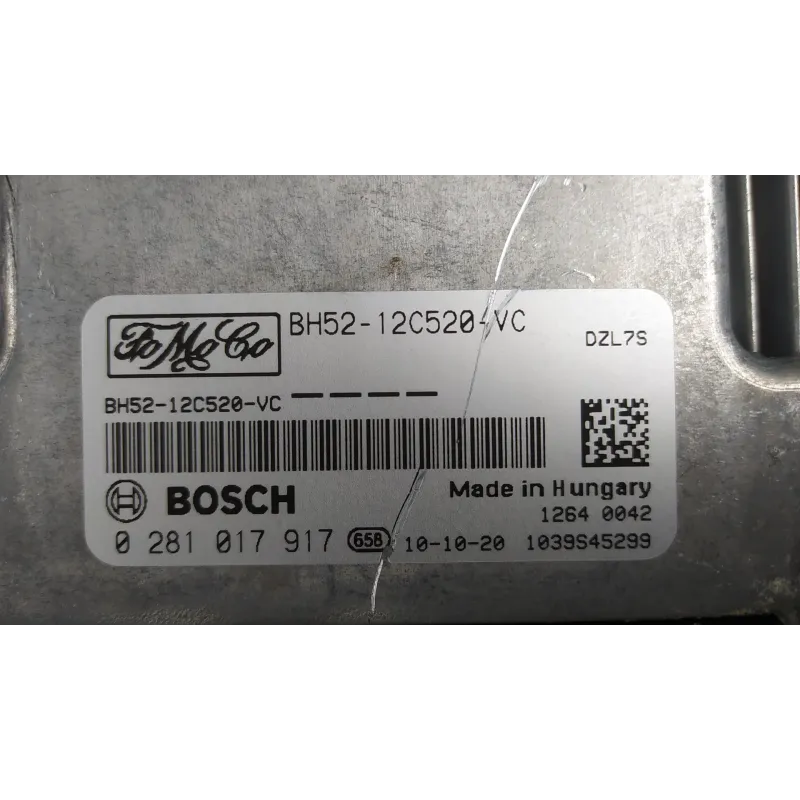 FoMoCo BH52-12C520-VC DZL7S
BH52-12C520-VC — — — —
BOSCH Made in Hungary
1264 0042
0 281 017 917 658 10-10-20 1039S45299